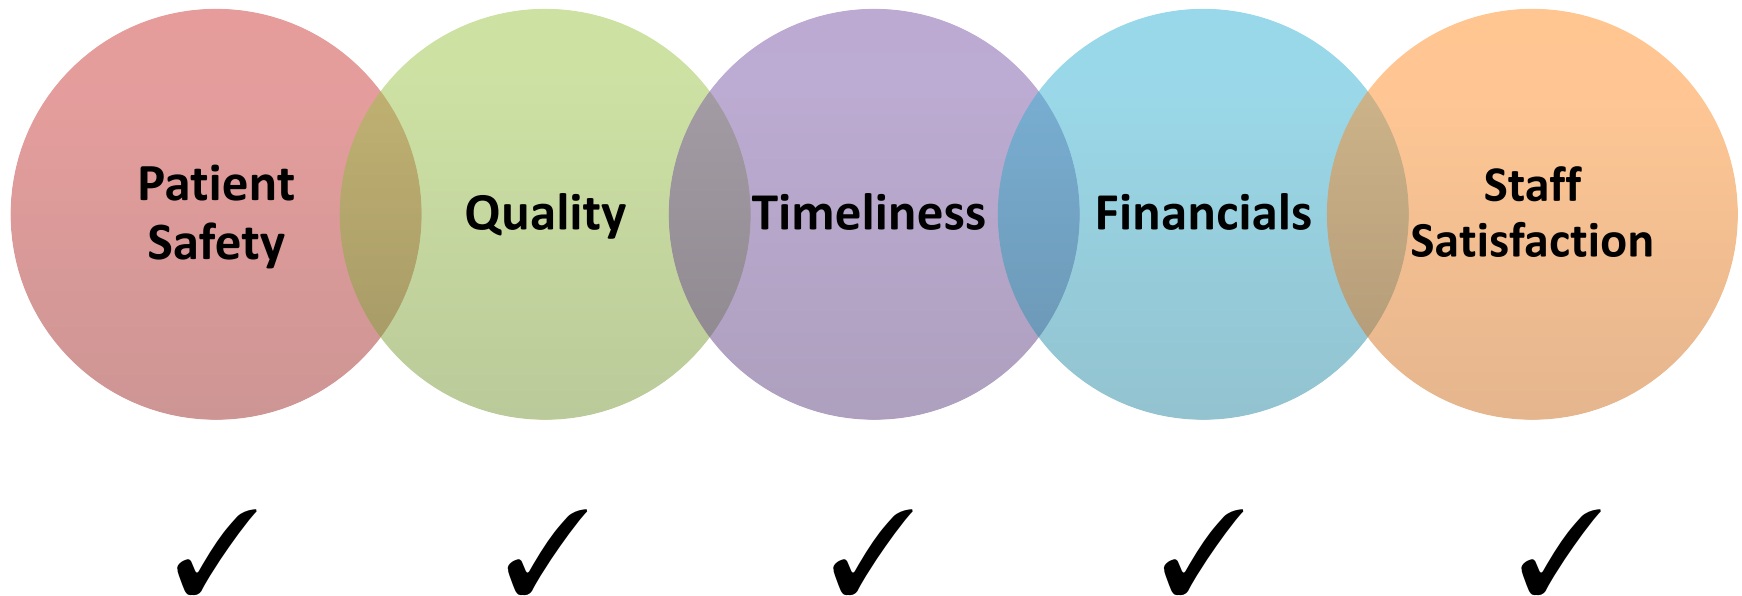 Patient
Safety
Quality
Timeliness
Financials
Staff
Satisfaction